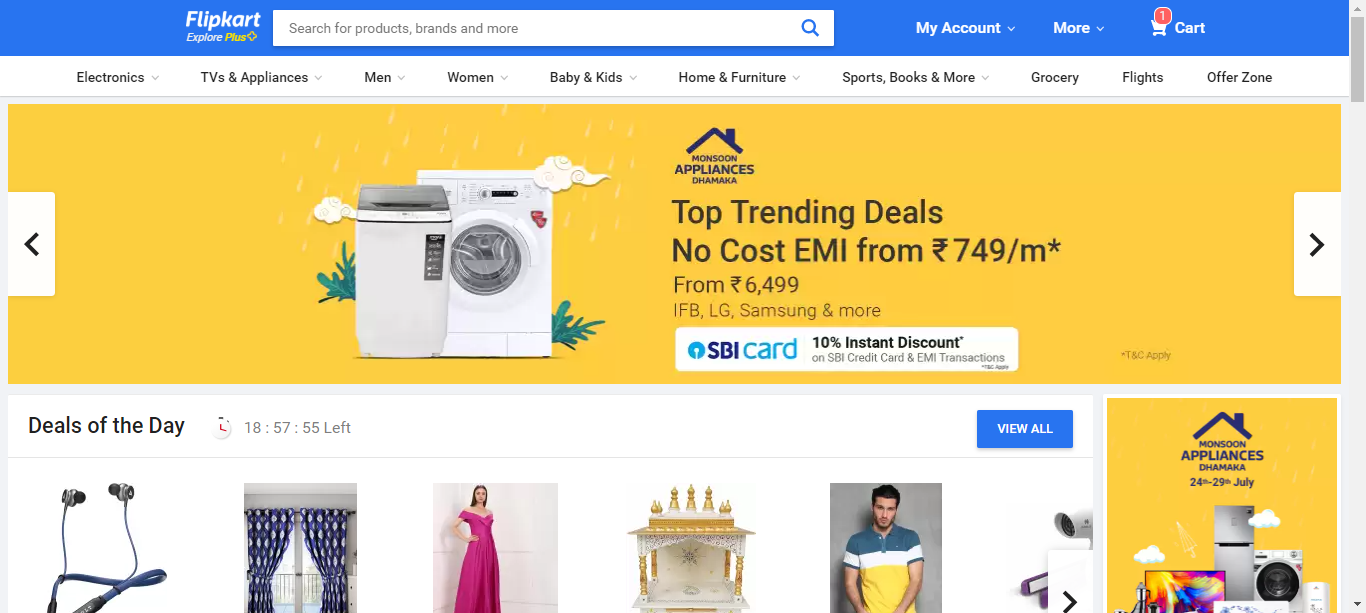 Flipkart
Explore Plus
Search for products, brands and more
My Account
More
1
Cart
Electronics
TVs & Appliances
Men
Women
Baby & Kids
Home & Furniture
Sports, Books & More
Grocery
Flights
Offer Zone
MONSOON
APPLIANCES
DHAMAKA
Top Trending Deals
No Cost EMI from ₹749/m*
From ₹6,499
IFB, LG, Samsung & more
SBI card
10% Instant Discount*
on SBI Credit Card & EMI Transactions
*T&C Apply
*T&C Apply
Deals of the Day
18 : 57 : 55 Left
VIEW ALL
MONSOON
APPLIANCES
DHAMAKA
24th-29th July